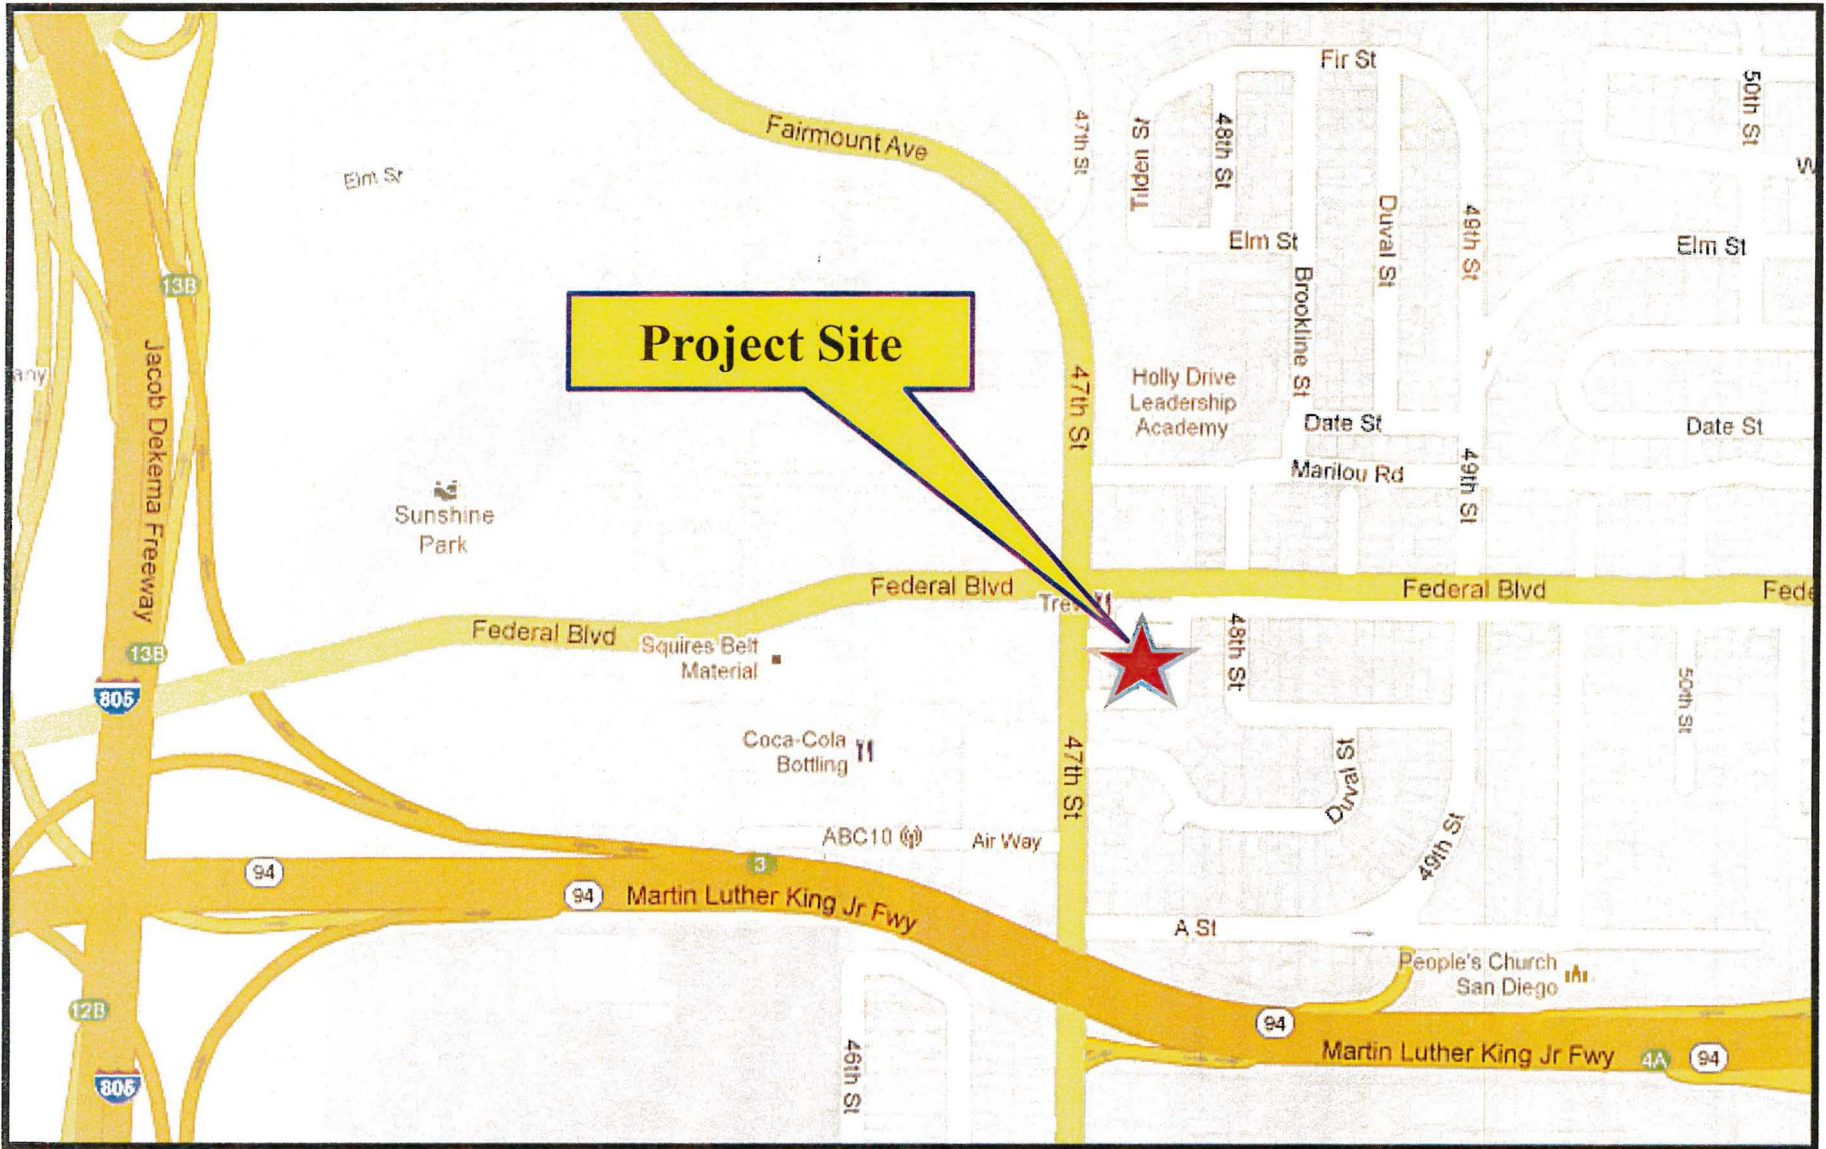 Fir St
50th St
Fairmount Ave
47th St
Tilden St
48th St
Elm St
Duval St
49th St
Elm St
Elm St
13B
Brookline St
Project Site
Jacob Dekema Freeway
47th St
Holly Drive
Leadership
Academy
Date St
Date St
Marilou Rd
49th St
Sunshine
Park
Federal Blvd
Federal Blvd
Federal Blvd
48th St
Squires Belt
Material
13B
805
50th St
Coca-Cola
Bottling
47th St
Duval St
ABC10
Air Way
49th St
3
94
94
Martin Luther King Jr Fwy
A St
People's Church
San Diego
12B
94
46th St
Martin Luther King Jr Fwy
4A
94
805